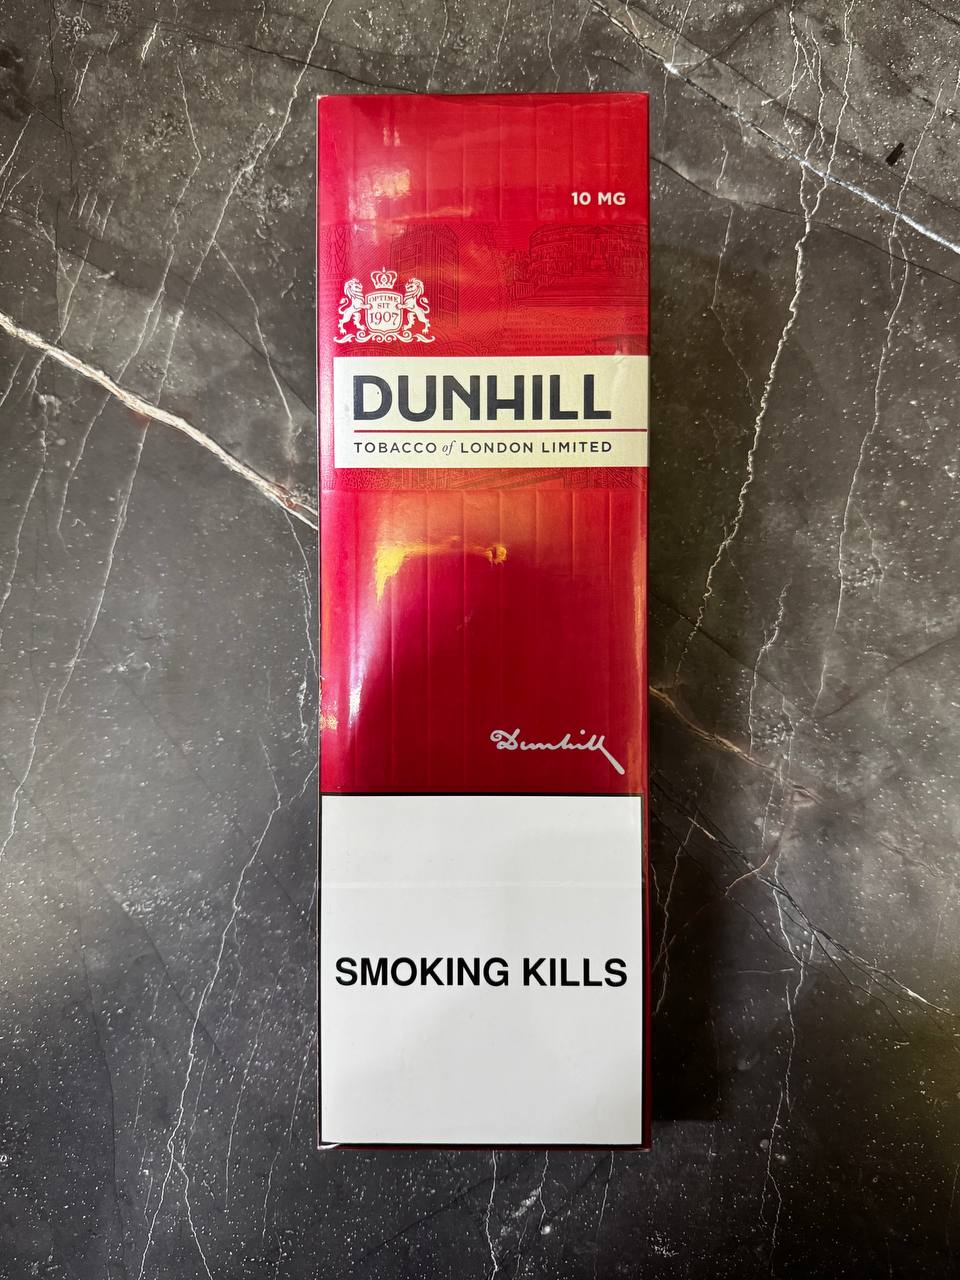 10 MG
OPTIME
SIT
1907
DUNHILL
TOBACCO of LONDON LIMITED
Dunhill
SMOKING KILLS